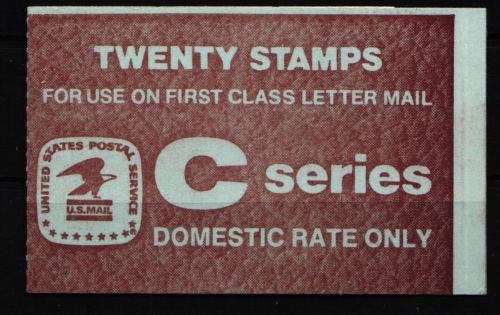 TWENTY STAMPS
FOR USE ON FIRST CLASS LETTER MAIL
C series
UNITED STATES POSTAL SERVICE
U.S.MAIL
DOMESTIC RATE ONLY